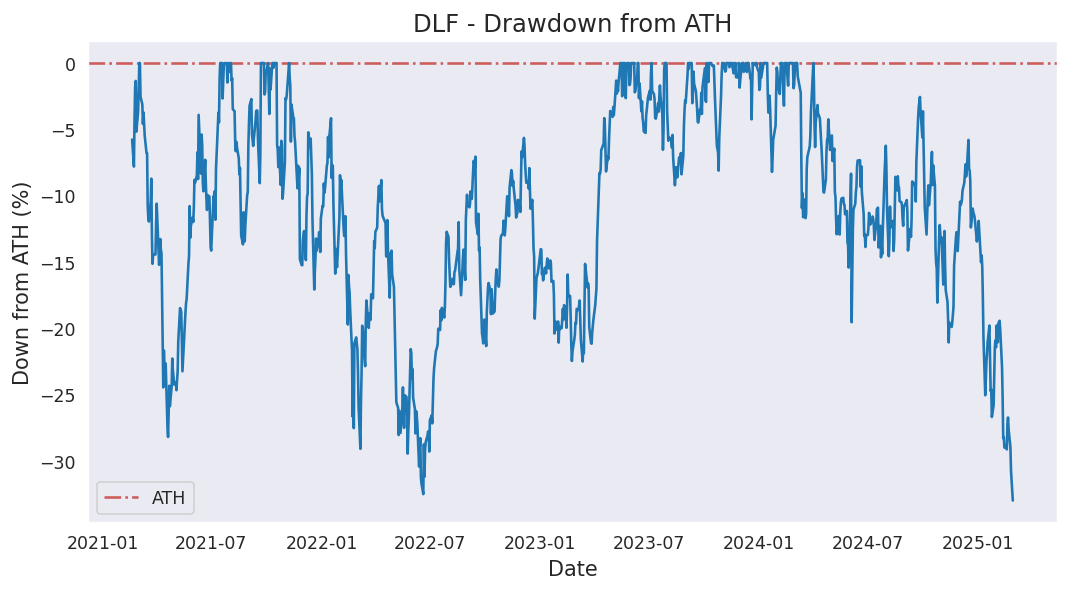 DLF - Drawdown from ATH
Down from ATH (%)
0
−5
−10
−15
−20
−25
−30
ATH
2021-01 2021-07 2022-01 2022-07 2023-01 2023-07 2024-01 2024-07 2025-01
Date